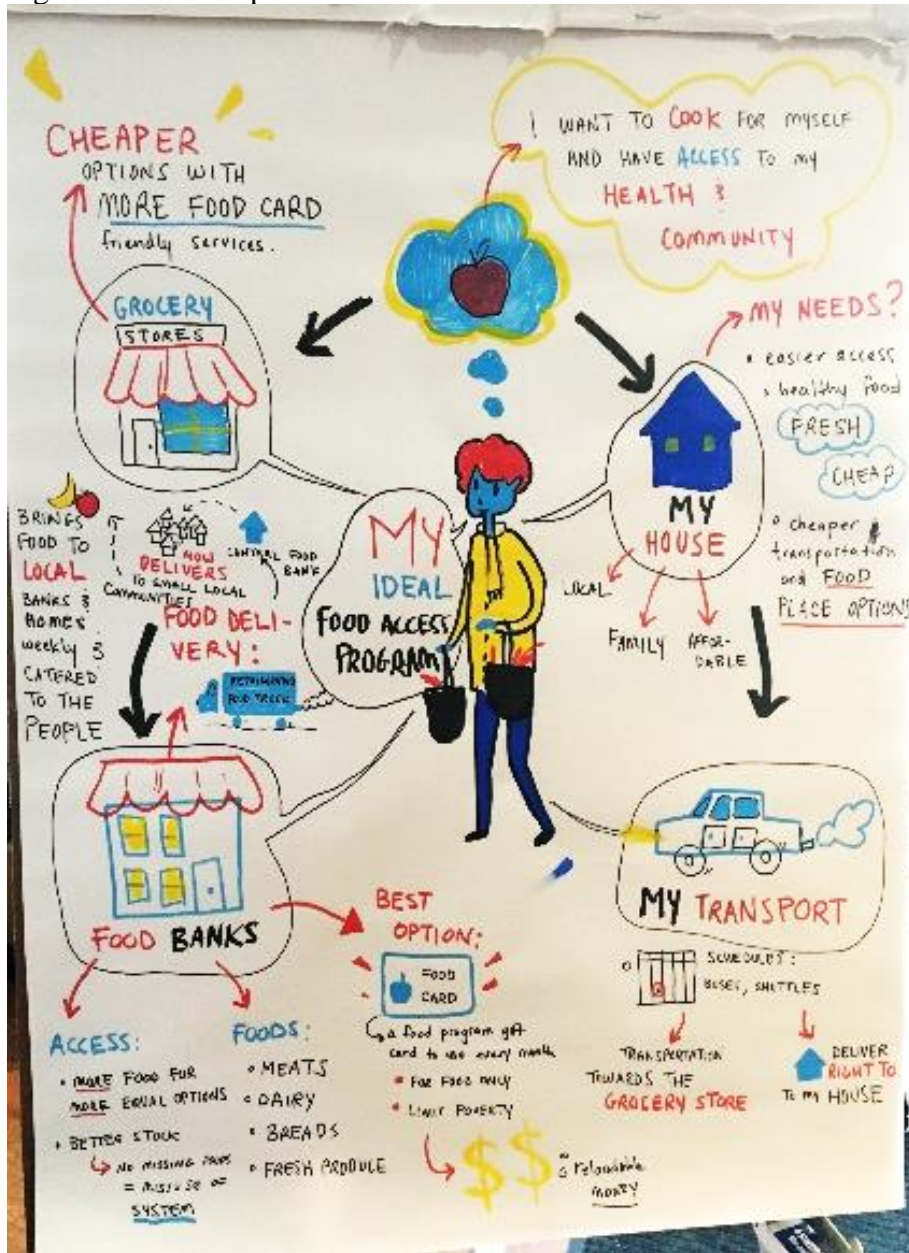 CHEAPER
OPTIONS WITH
MORE FOOD CARD
friendly services.
I WANT TO COOK FOR MYSELF
AND HAVE ACCESS TO MY
HEALTH &
COMMUNITY
GROCERY
STORES
MY NEEDS?
easier access
healthy food
FRESH
CHEAP
cheaper
transportation
and FOOD
PLACE OPTIONS
MY
HOUSE
LOCAL
FAMILY
AFFOR-
DABLE
MY
IDEAL
FOOD ACCESS
PROGRAM
BRINGS
FOOD TO
LOCAL
BANKS &
HOMES
weekly &
CATERED
TO THE
PEOPLE
NOW
DELIVERS
TO SMALL LOCAL
COMMUNITIES
CENTRAL FOOD
BANK
FOOD DELI-
VERY:
FOOD TRUCK
FOOD BANKS
MY TRANSPORT
SCHEDULES:
BUSES, SHUTTLES
TRANSPORTATION
TOWARDS THE
GROCERY STORE
DELIVER
RIGHT TO
TO MY HOUSE
BEST
OPTION:
FOOD
CARD
a food program gift
card to use every month
FOR FOOD ONLY
LIMIT POVERTY
$$
reloadable
MONEY
ACCESS:
MORE FOOD FOR
MORE EQUAL OPTIONS
BETTER STOCK
NO MISSING
= MISUSE OF
SYSTEM
FOODS:
MEATS
DAIRY
BREADS
FRESH PRODUCE